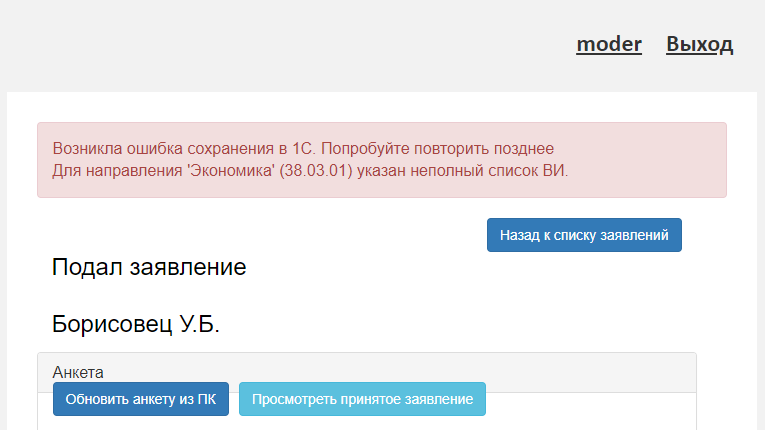 moder Выход
Возникла ошибка сохранения в 1С. Попробуйте повторить позднее
Для направления 'Экономика' (38.03.01) указан неполный список ВИ.
Назад к списку заявлений
Подал заявление
Борисовец У.Б.
Анкета
Обновить анкету из ПК Просмотреть принятое заявление